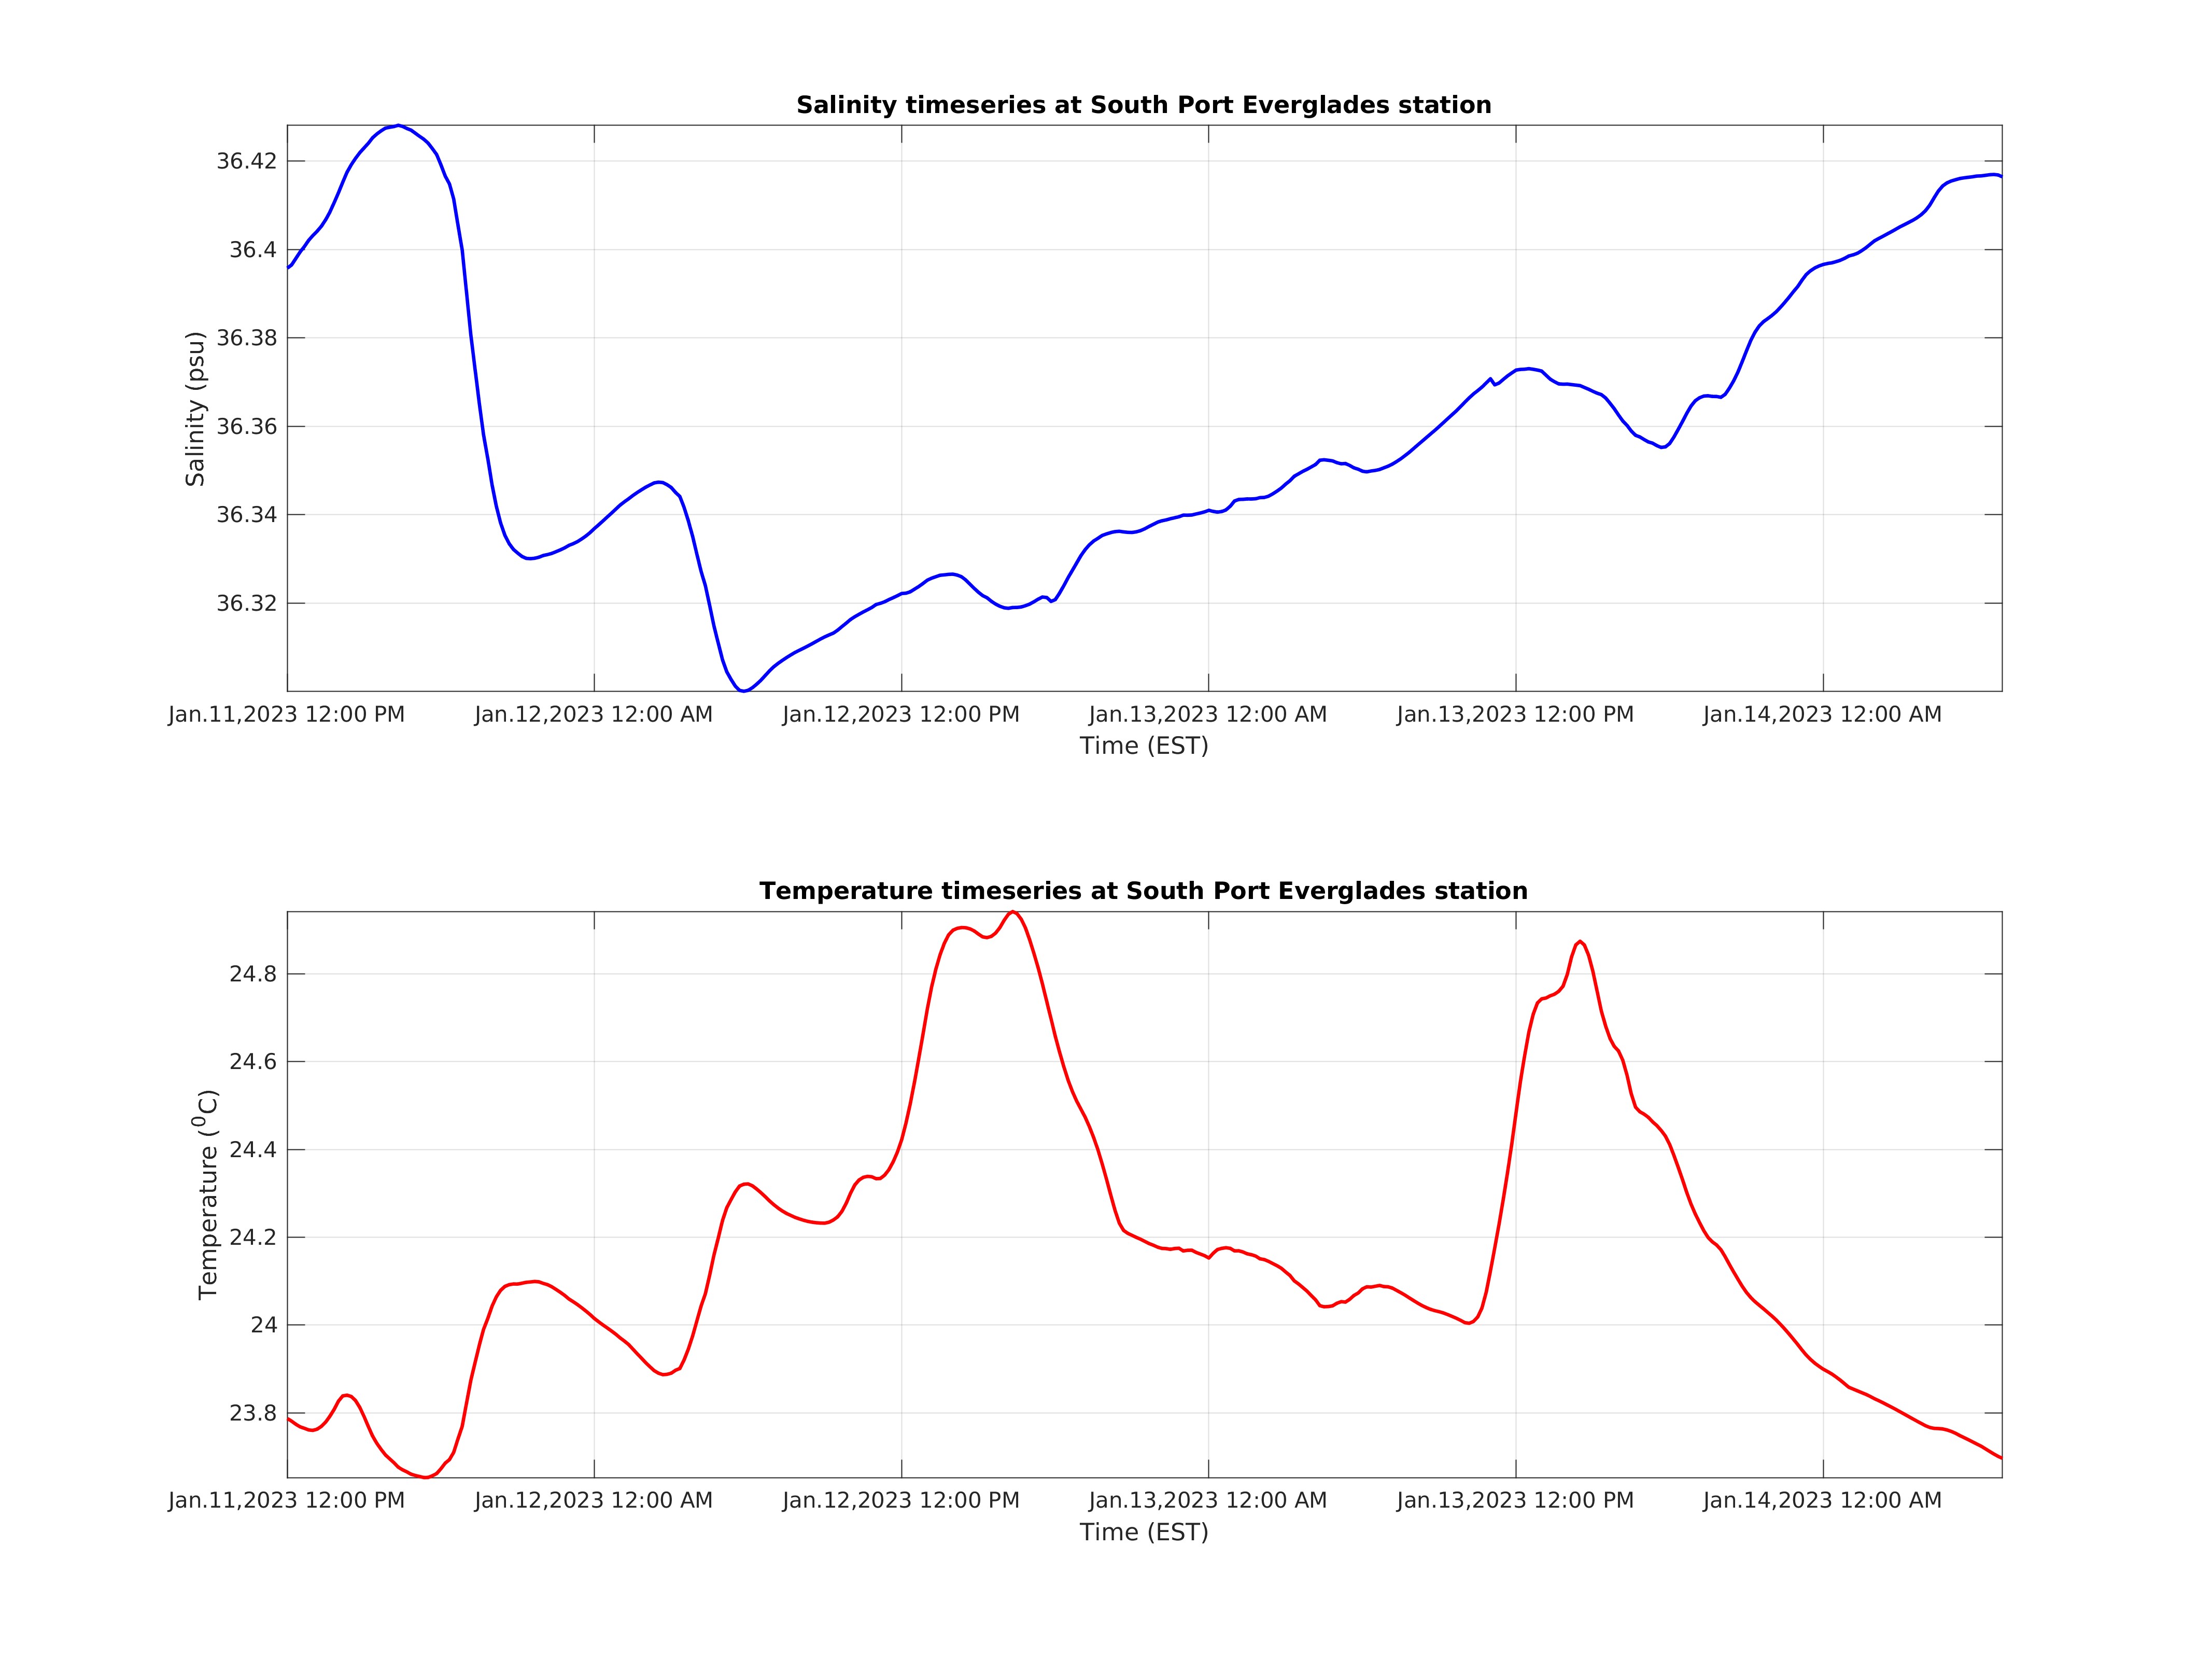 Salinity timeseries at South Port Everglades station
36.42
36.4
36.38
36.36
36.34
36.32
Salinity (psu)
Jan.11,2023 12:00 PM Jan.12,2023 12:00 AM Jan.12,2023 12:00 PM Jan.13,2023 12:00 AM Jan.13,2023 12:00 PM Jan.14,2023 12:00 AM
Time (EST)
Temperature timeseries at South Port Everglades station
24.8
24.6
24.4
24.2
24
23.8
Temperature (⁰C)
Jan.11,2023 12:00 PM Jan.12,2023 12:00 AM Jan.12,2023 12:00 PM Jan.13,2023 12:00 AM Jan.13,2023 12:00 PM Jan.14,2023 12:00 AM
Time (EST)